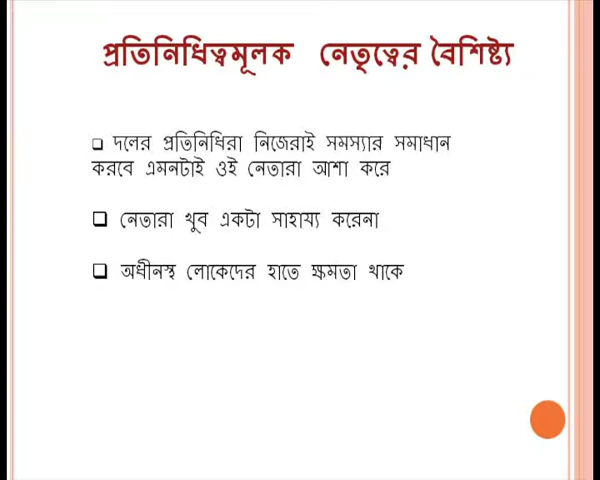 প্রতিনিধিত্বমূলক নেতৃত্বের বৈশিষ্ট্য
দলের প্রতিনিধিরা নিজেরাই সমস্যার সমাধান
করবে এমনটাই ওই নেতারা আশা করে
নেতারা খুব একটা সাহায্য করেনা
অধীনস্থ লোকেদের হাতে ক্ষমতা থাকে